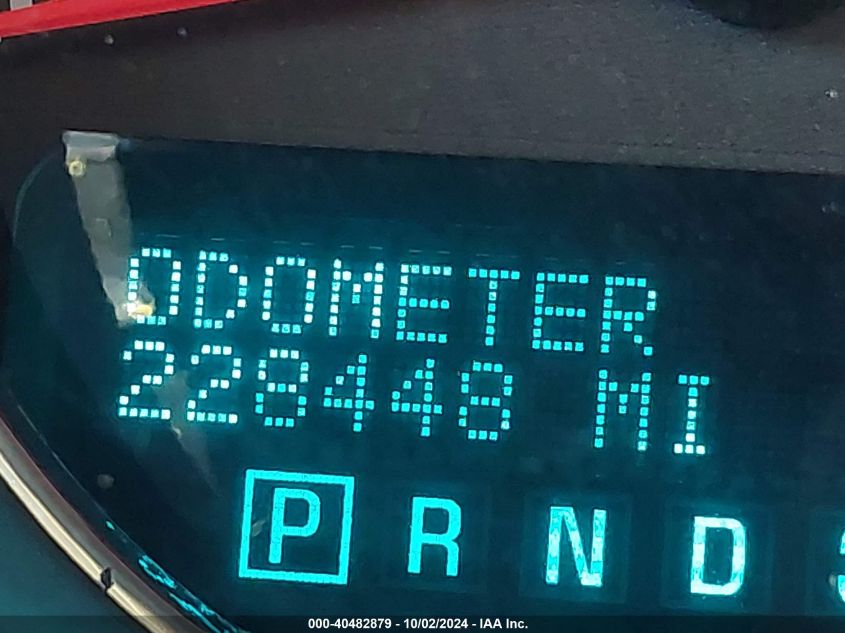 ODOMETER
228448 MI
P R N D
000-40482879 - 10/02/2024 - IAA Inc.